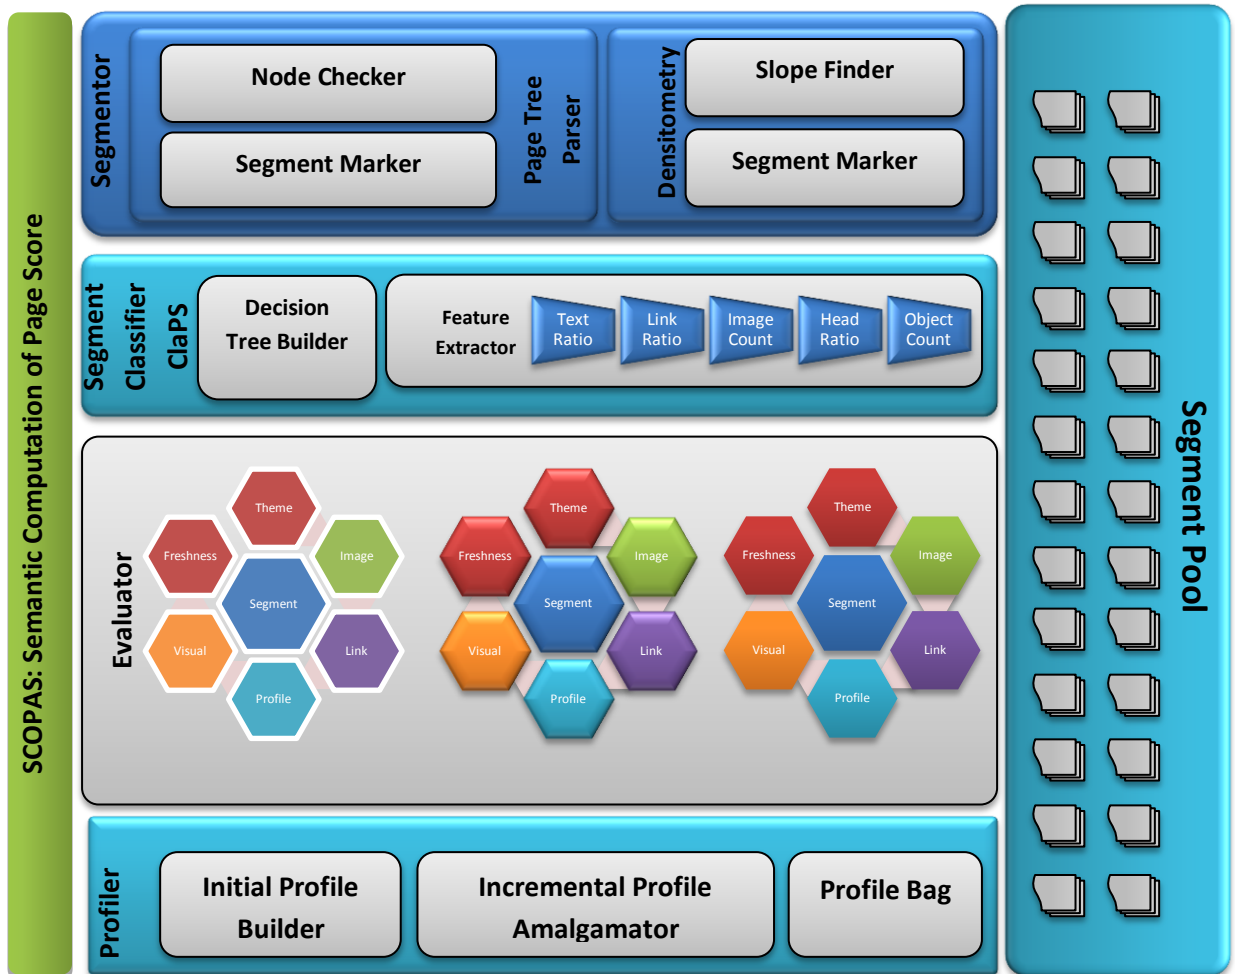 SCOPAS: Semantic Computation of Page Score
Segmentor
Node Checker
Segment Marker
Page Tree
Parser
Densitometry
Slope Finder
Segment Marker
Segment
Classifier
ClaPS
Decision
Tree Builder
Feature
Extractor
Text
Ratio
Link
Ratio
Image
Count
Head
Ratio
Object
Count
Evaluator
Theme
Freshness
Image
Segment
Visual
Link
Profile
Theme
Freshness
Image
Segment
Visual
Link
Profile
Theme
Freshness
Image
Segment
Visual
Link
Profile
Profiler
Initial Profile
Builder
Incremental Profile
Amalgamator
Profile Bag
Segment Pool